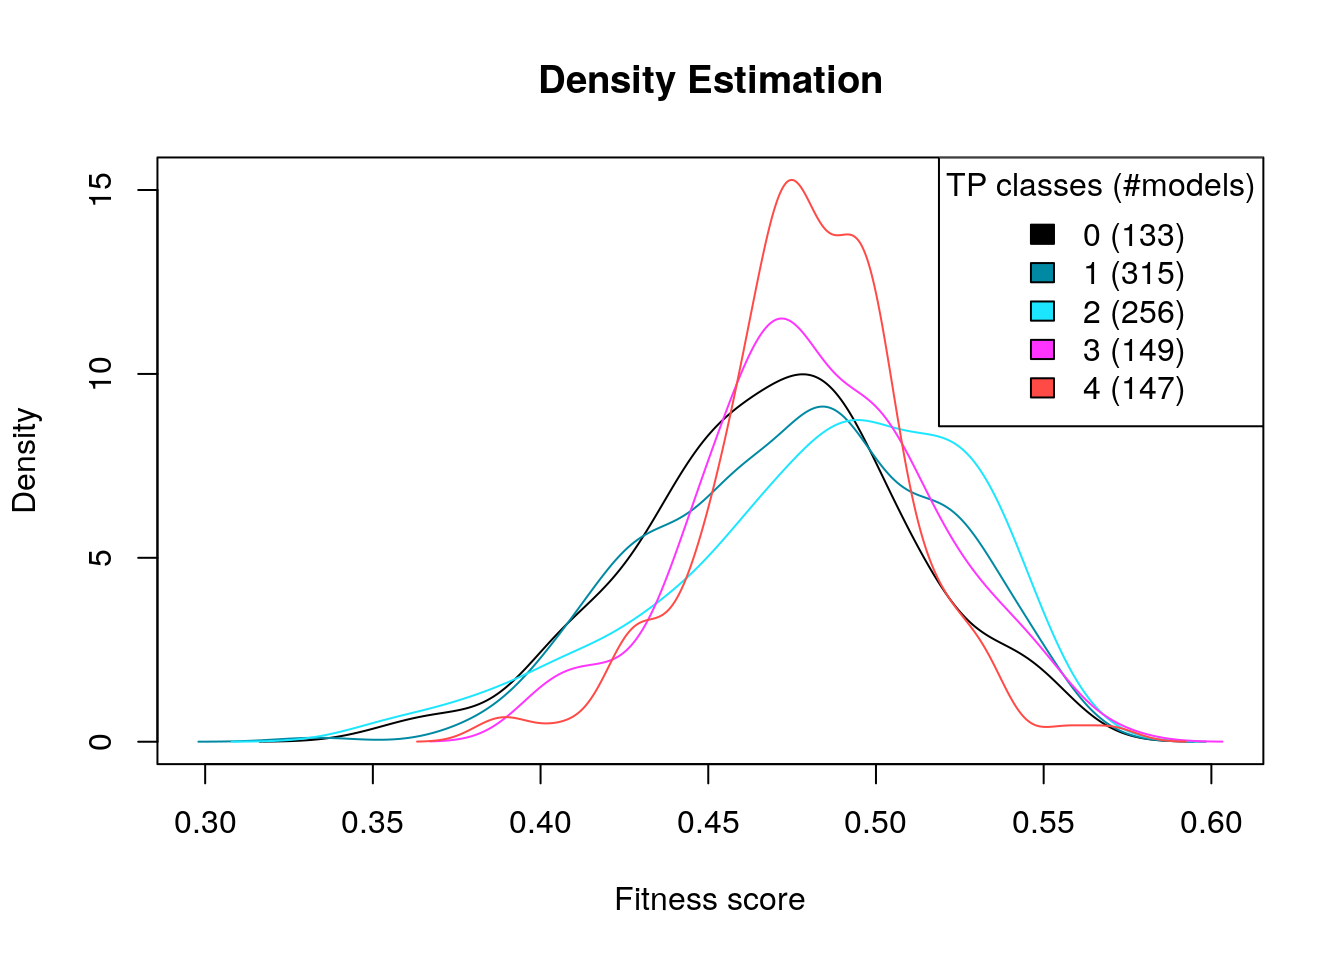 Density Estimation
TP classes (#models)
0 (133)
1 (315)
2 (256)
3 (149)
4 (147)
Density
15
10
5
0
0.30 0.35 0.40 0.45 0.50 0.55 0.60
Fitness score